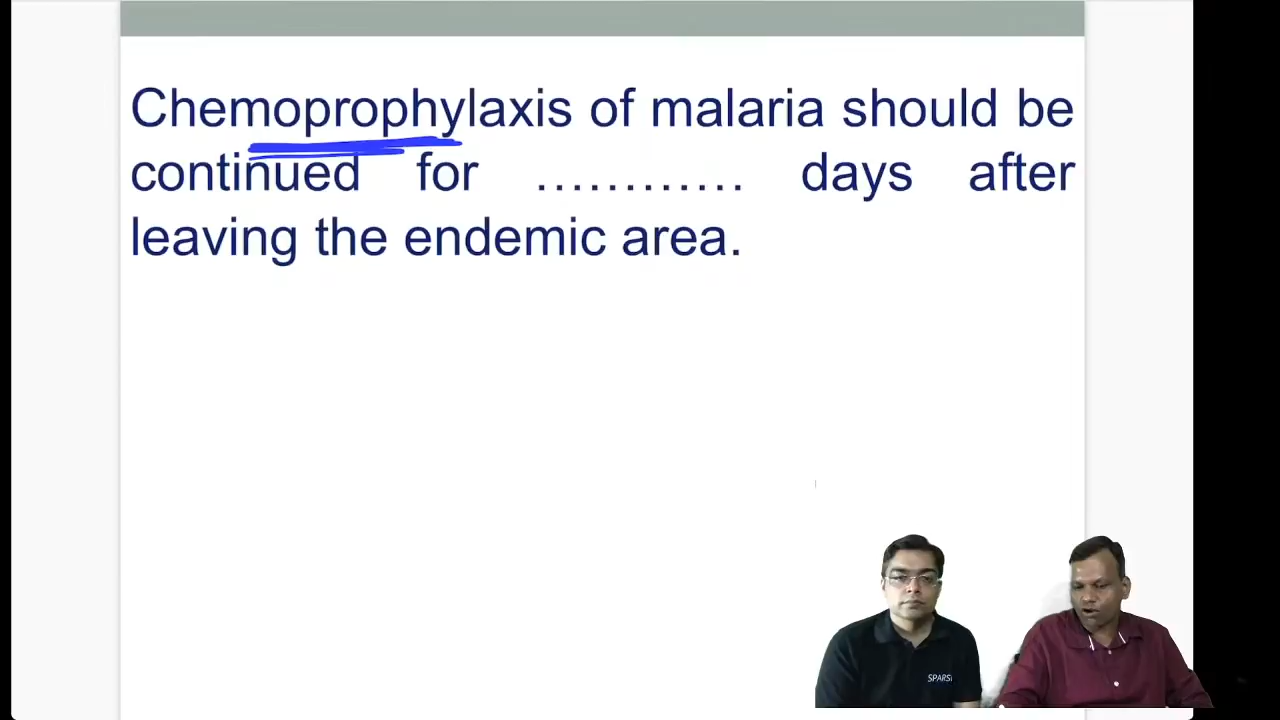 Chemoprophylaxis of malaria should be
continued for ………… days after
leaving the endemic area.